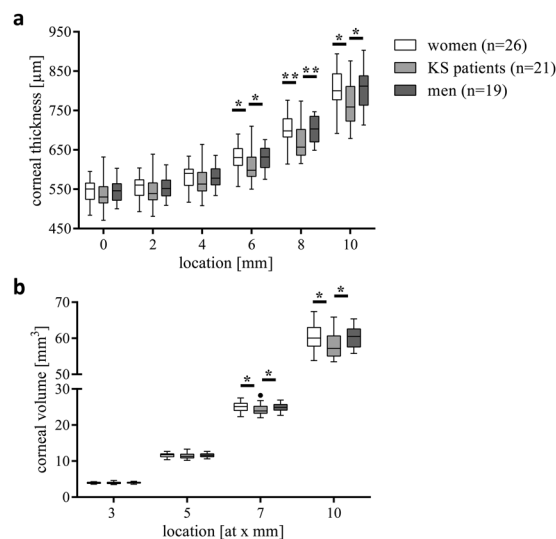 a
corneal thickness [µm]
950
850
750
650
550
450
* *
* *
** **
* *
0 2 4 6 8 10
location [mm]
women (n=26)
KS patients (n=21)
men (n=19)
b
corneal volume [mm³]
70
60
50
30
20
10
0
* *
* *
3 5 7 10
location [at x mm]